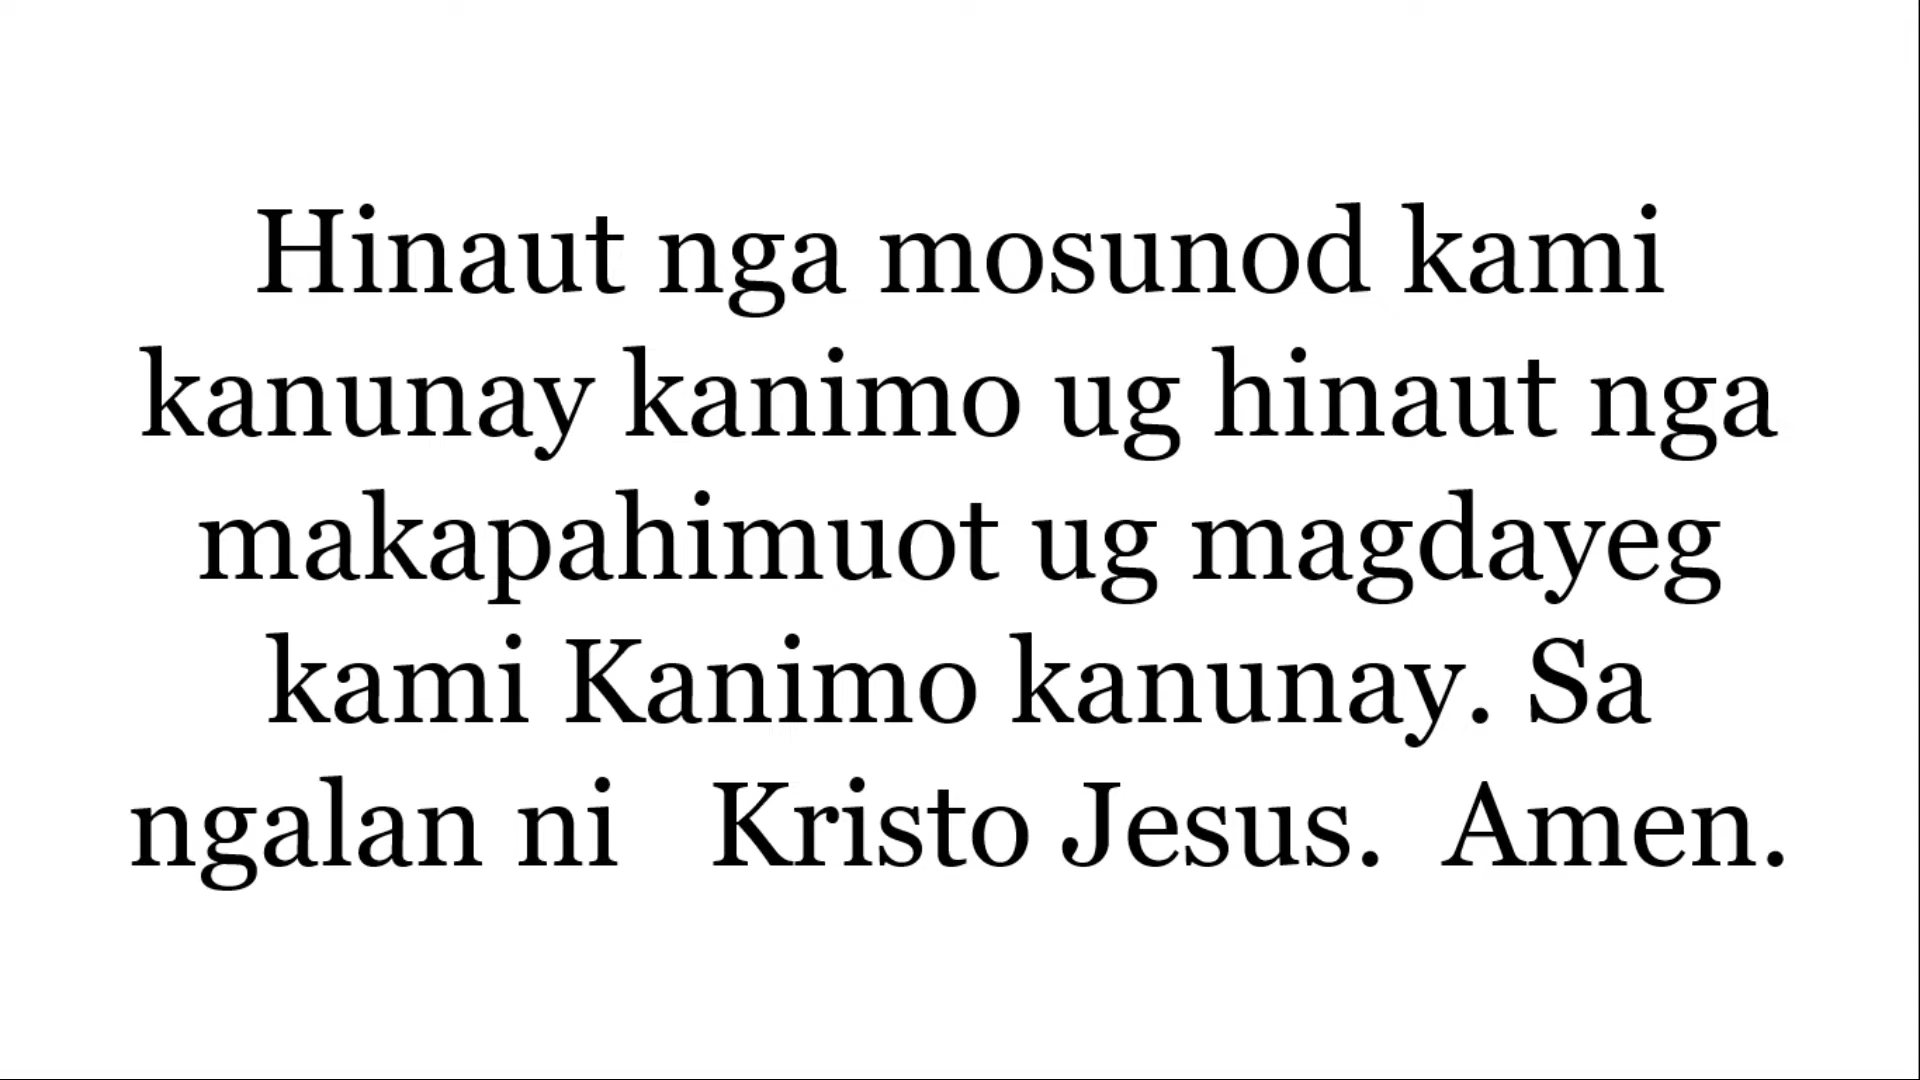 Hinaut nga mosunod kami
kanunay kanimo ug hinaut nga
makapahimuot ug magdayeg
kami Kanimo kanunay. Sa
ngalan ni   Kristo Jesus.  Amen.